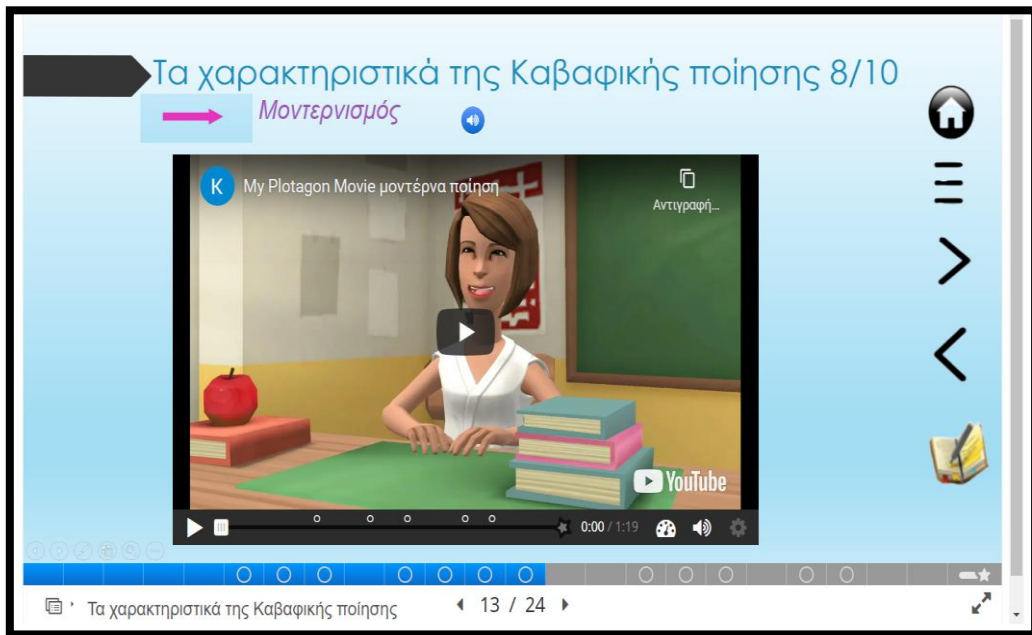 Τα χαρακτηριστικά της Καβαφικής ποίησης 8/10
Μοντερνισμός
K My Plotagon Movie μοντέρνα ποίηση
Αντιγραφή...
YouTube
0:00 / 1:19
Τα χαρακτηριστικά της Καβαφικής ποίησης 13 / 24